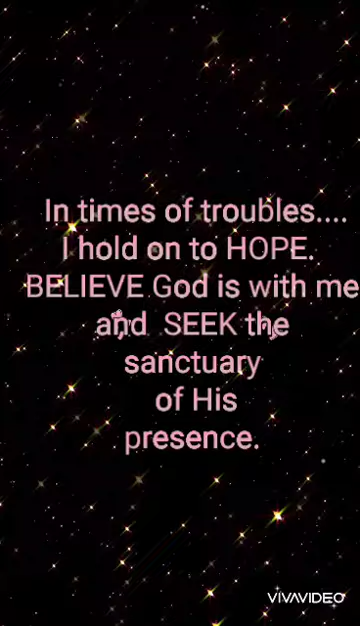 In times of troubles....
I hold on to HOPE.
BELIEVE God is with me
and SEEK the
sanctuary
of His
presence.
VIVAVIDEO